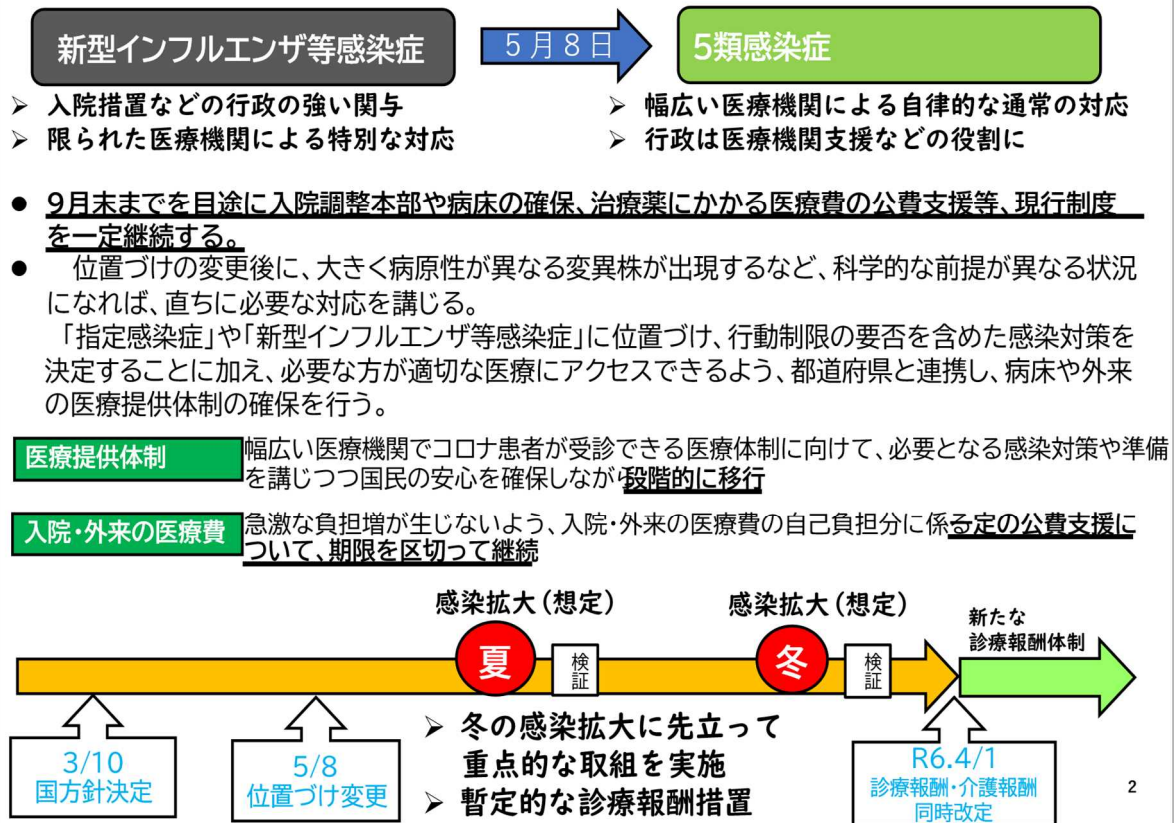 新型インフルエンザ等感染症
5月8日
5類感染症
➢ 入院措置などの行政の強い関与
➢ 限られた医療機関による特別な対応
➢ 幅広い医療機関による自律的な通常の対応
➢ 行政は医療機関支援などの役割に
● 9月末までを目途に入院調整本部や病床の確保、治療薬にかかる医療費の公費支援等、現行制度
を一定継続する。
● 位置づけの変更後に、大きく病原性が異なる変異株が出現するなど、科学的な前提が異なる状況
になれば、直ちに必要な対応を講じる。
「指定感染症」や「新型インフルエンザ等感染症」に位置づけ、行動制限の要否を含めた感染対策を
決定することに加え、必要な方が適切な医療にアクセスできるよう、都道府県と連携し、病床や外来
の医療提供体制の確保を行う。
医療提供体制
幅広い医療機関でコロナ患者が受診できる医療体制に向けて、必要となる感染対策や準備
を講じつつ国民の安心を確保しながら段階的に移行
入院・外来の医療費
急激な負担増が生じないよう、入院・外来の医療費の自己負担分に係る定の公費支援に
ついて、期限を区切って継続
感染拡大(想定)
感染拡大(想定)
新たな
診療報酬体制
夏
検証
冬
検証
3/10
国方針決定
5/8
位置づけ変更
➢ 冬の感染拡大に先立って
重点的な取組を実施
➢ 暫定的な診療報酬措置
R6.4/1
診療報酬・介護報酬
同時改定
2